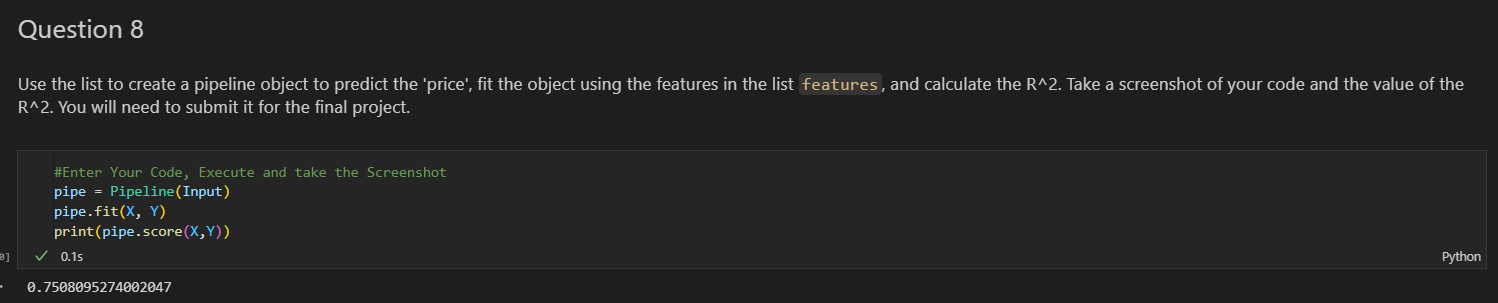 Question 8
Use the list to create a pipeline object to predict the 'price', fit the object using the features in the list features, and calculate the R^2. Take a screenshot of your code and the value of the
R^2. You will need to submit it for the final project.
#Enter Your Code, Execute and take the Screenshot
pipe = Pipeline(Input)
pipe.fit(X, Y)
print(pipe.score(X,Y))
0.1s
Python
0.7508095274002047